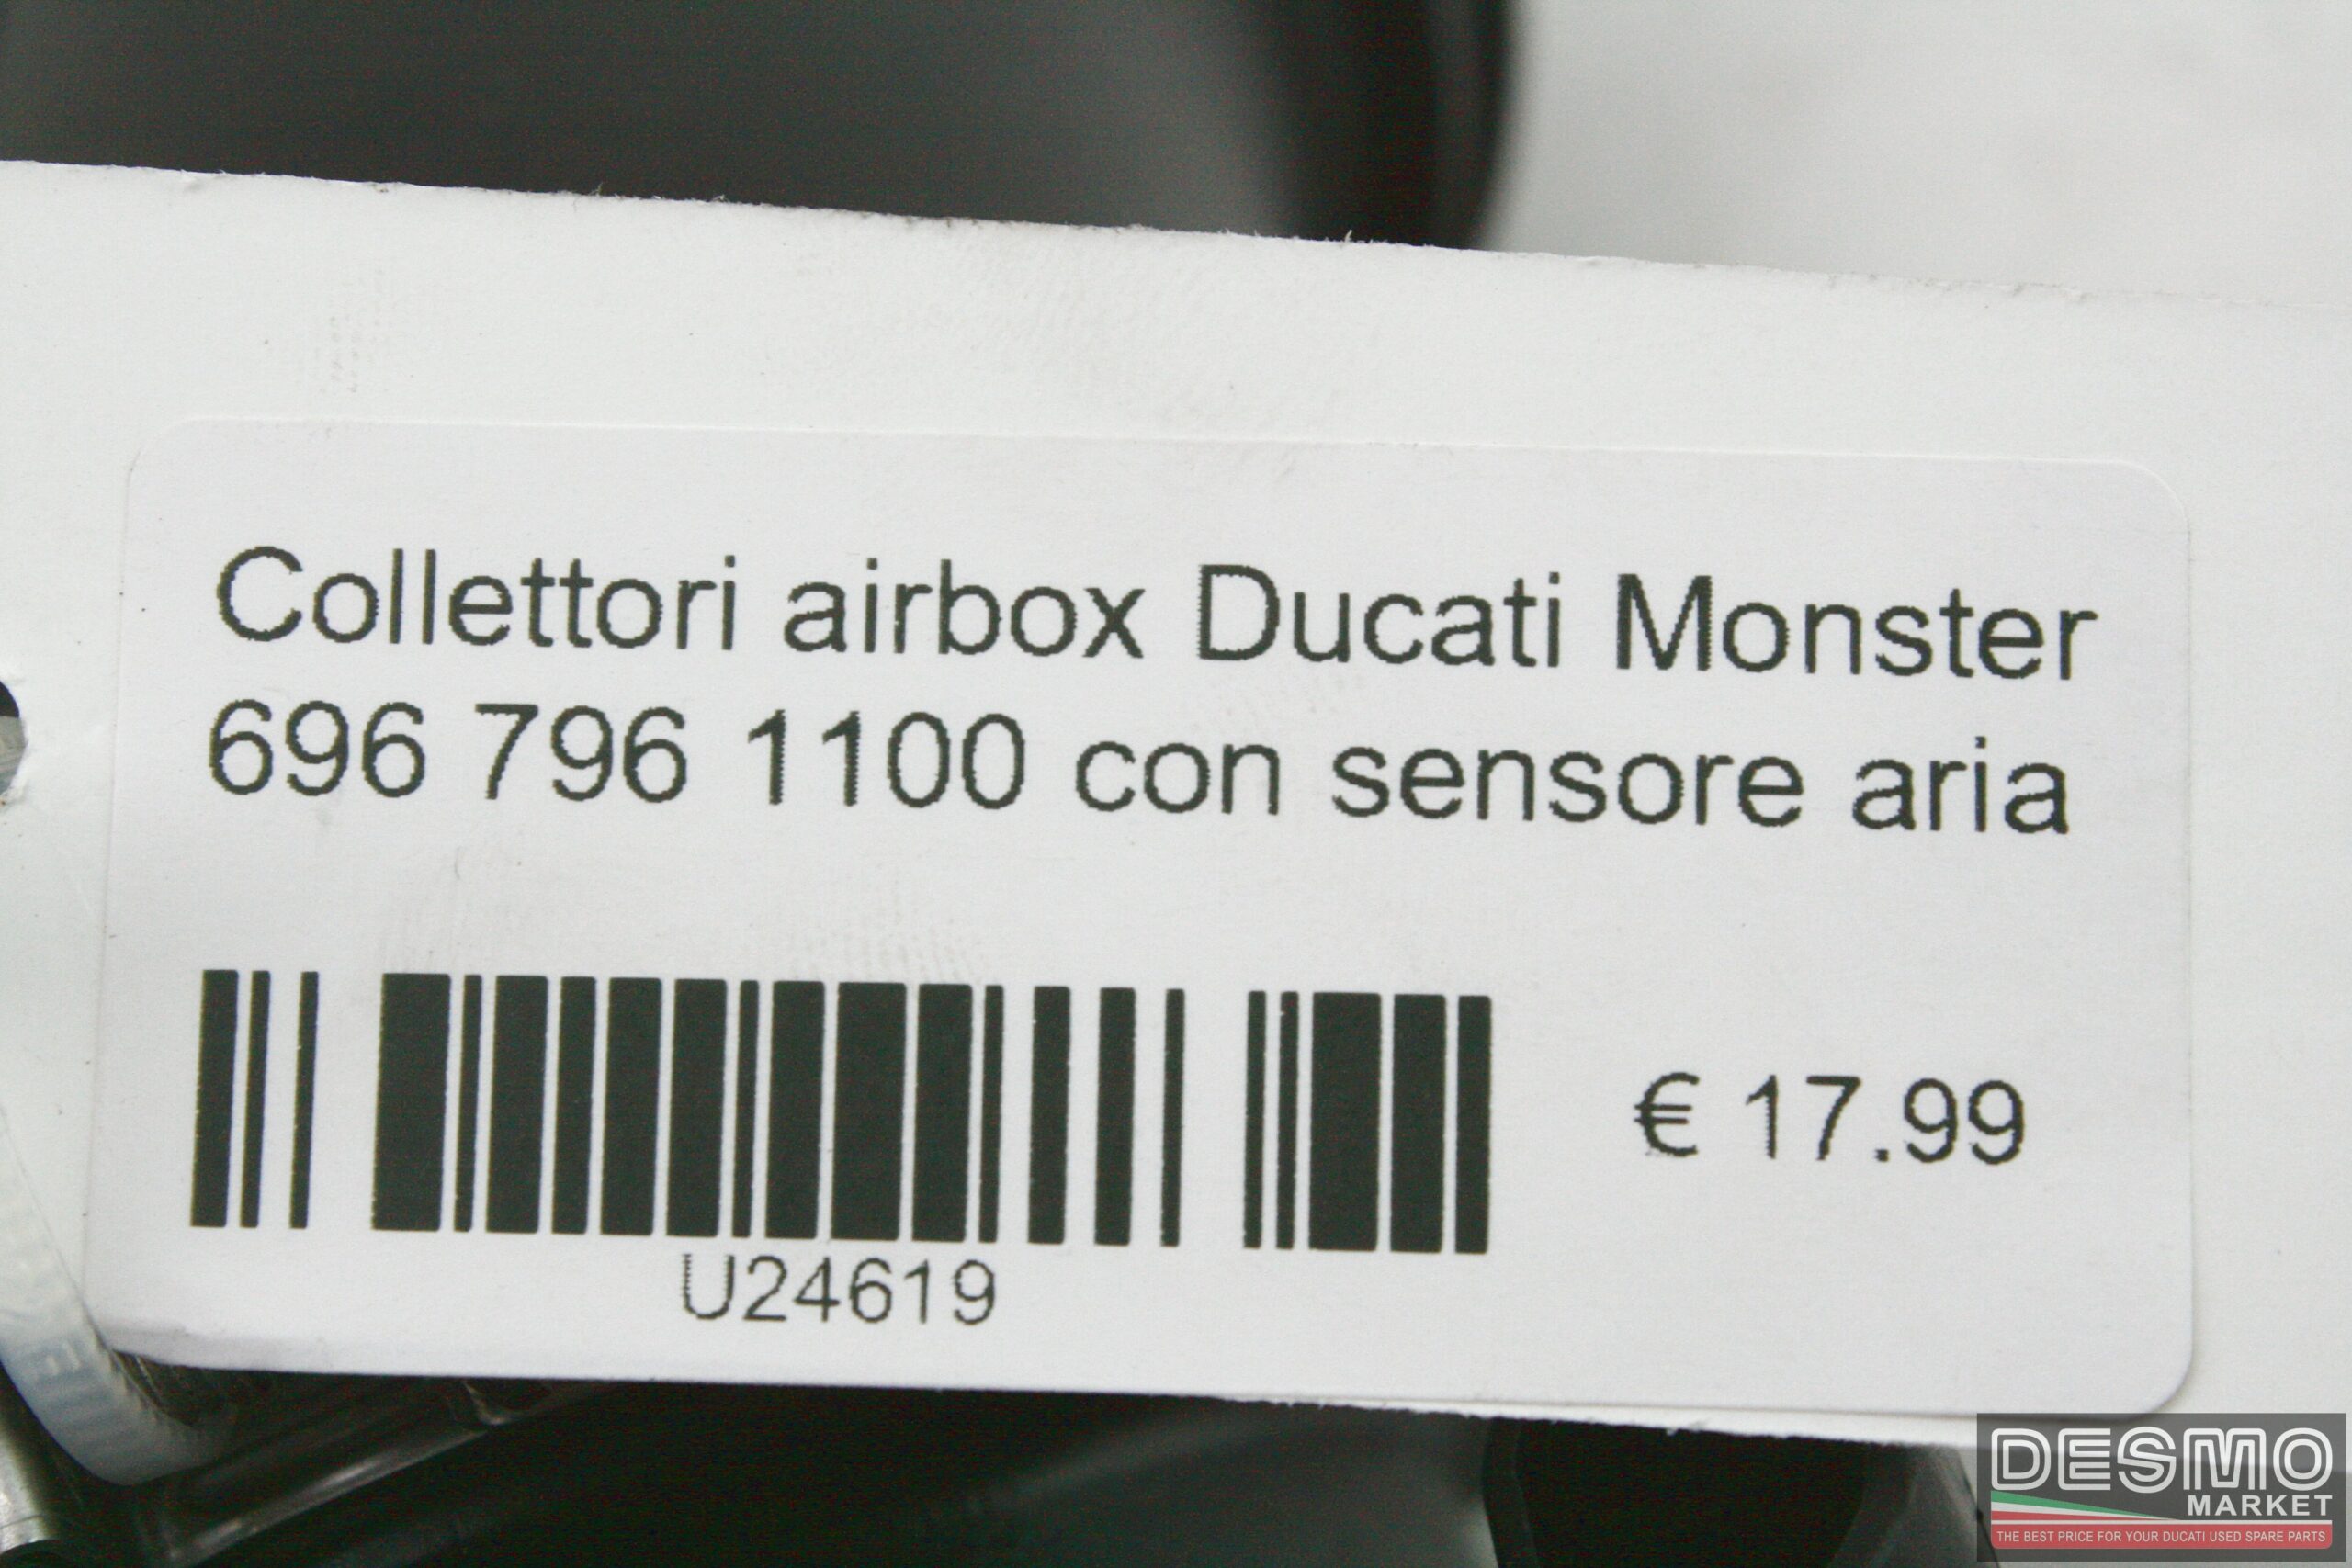 Collettori airbox Ducati Monster
696 796 1100 con sensore aria
€ 17.99
U24619
DESMO
MARKET
THE BEST PRICE FOR YOUR DUCATI USED SPARE PARTS